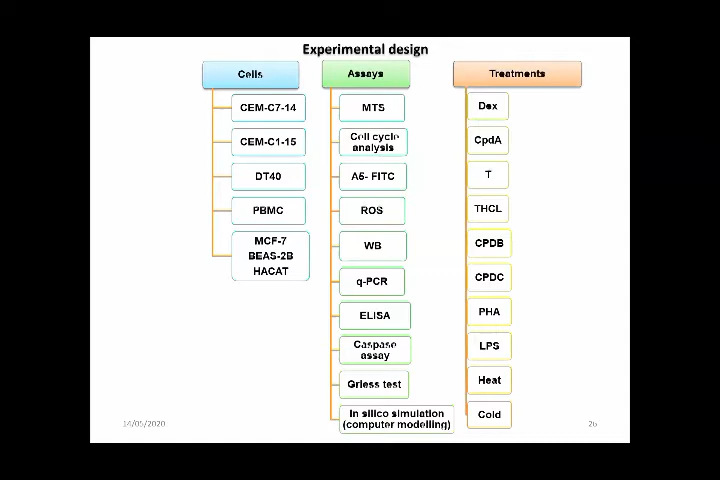 Experimental design
Cells
CEM-C7-14
CEM-C1-15
DT40
PBMC
MCF-7
BEAS-2B
HACAT
Assays
MTS
Cell cycle
analysis
A5- FITC
ROS
WB
q-PCR
ELISA
Caspase
assay
Griess test
In silico simulation
(computer modelling)
Treatments
Dex
CpdA
T
THCL
CPDB
CPDC
PHA
LPS
Heat
Cold
14/05/2020
26